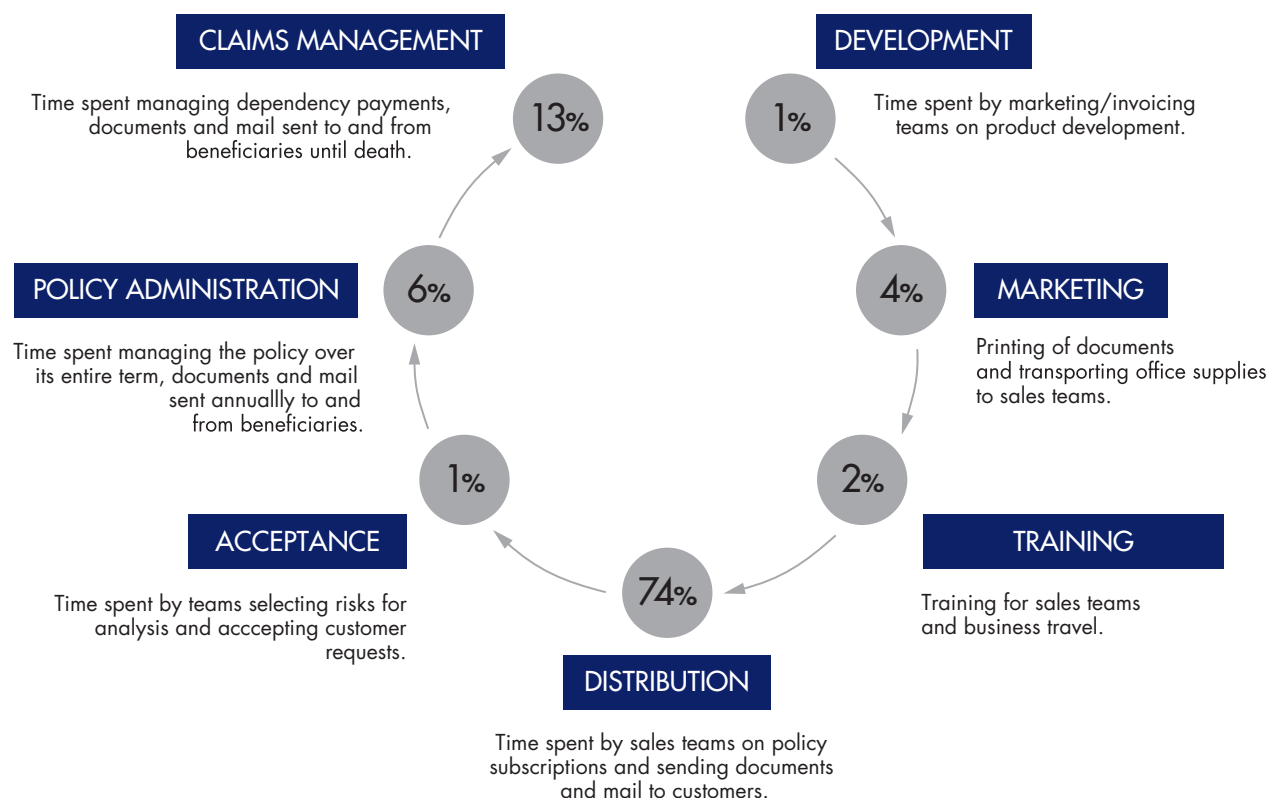 DEVELOPMENT
1%
Time spent by marketing/invoicing
teams on product development.
MARKETING
4%
Printing of documents
and transporting office supplies
to sales teams.
TRAINING
2%
Training for sales teams
and business travel.
DISTRIBUTION
74%
Time spent by sales teams on policy
subscriptions and sending documents
and mail to customers.
ACCEPTANCE
1%
Time spent by teams selecting risks for
analysis and acccepting customer
requests.
POLICY ADMINISTRATION
6%
Time spent managing the policy over
its entire term, documents and mail
sent annuallly to and
from beneficiaries.
CLAIMS MANAGEMENT
13%
Time spent managing dependency payments,
documents and mail sent to and from
beneficiaries until death.